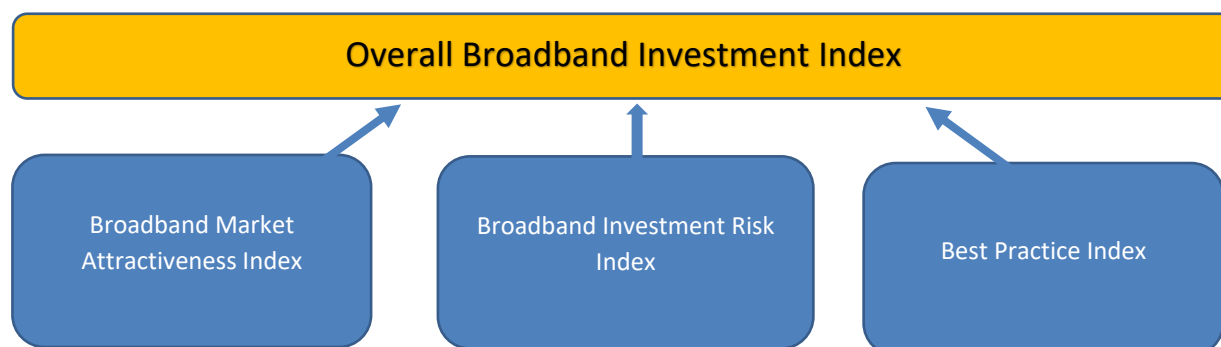 Overall Broadband Investment Index
Broadband Market
Attractiveness Index
Broadband Investment Risk
Index
Best Practice Index